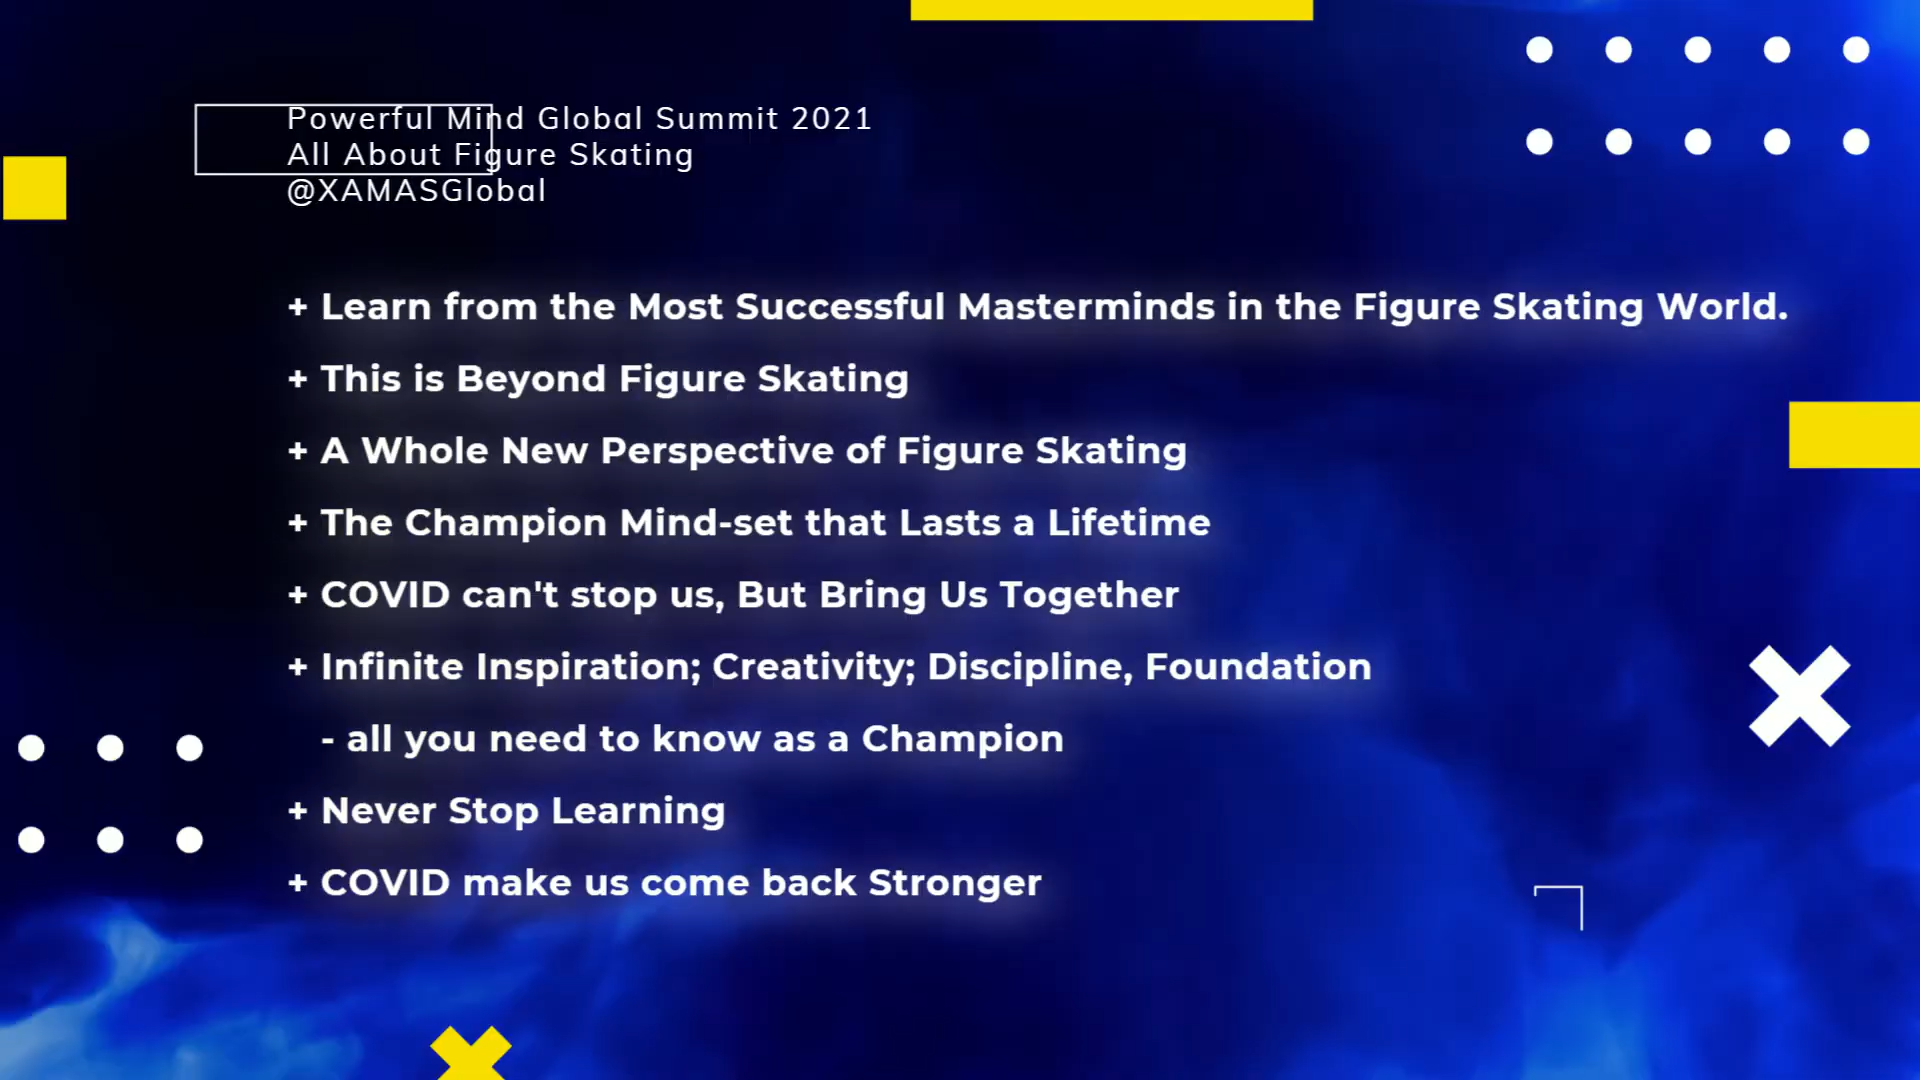 Powerful Mind Global Summit 2021
All About Figure Skating
@XAMASGlobal
+ Learn from the Most Successful Masterminds in the Figure Skating World.
+ This is Beyond Figure Skating
+ A Whole New Perspective of Figure Skating
+ The Champion Mind-set that Lasts a Lifetime
+ COVID can't stop us, But Bring Us Together
+ Infinite Inspiration; Creativity; Discipline, Foundation
- all you need to know as a Champion
+ Never Stop Learning
+ COVID make us come back Stronger